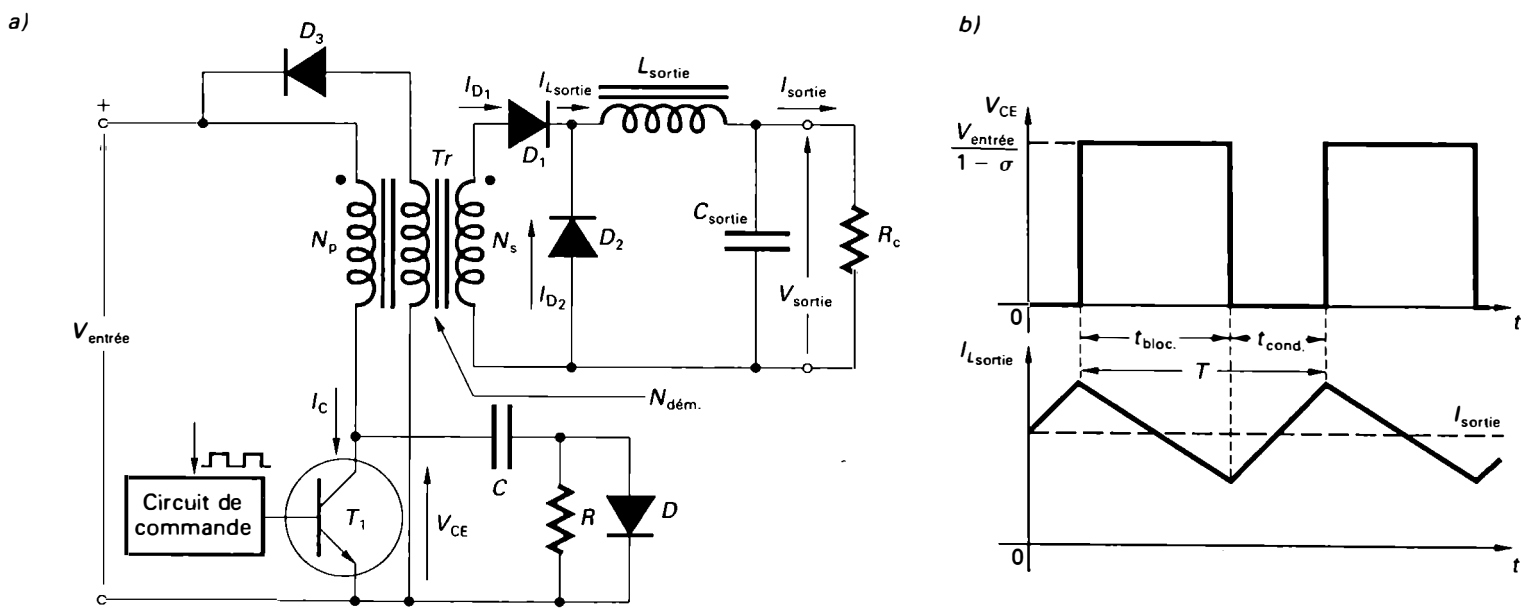 a)
D3
+
ID1
ILsortie
Lsortie
Isortie
D1
Tr
Np
Ns
ID2
D2
Csortie
Rc
Vsortie
Ventrée
Ndém.
IC
C
Circuit de
commande
T1
VCE
R
D
b)
VCE
Ventrée
1 − σ
0
t
tbloc.
tcond.
ILsortie
T
Isortie
0
t